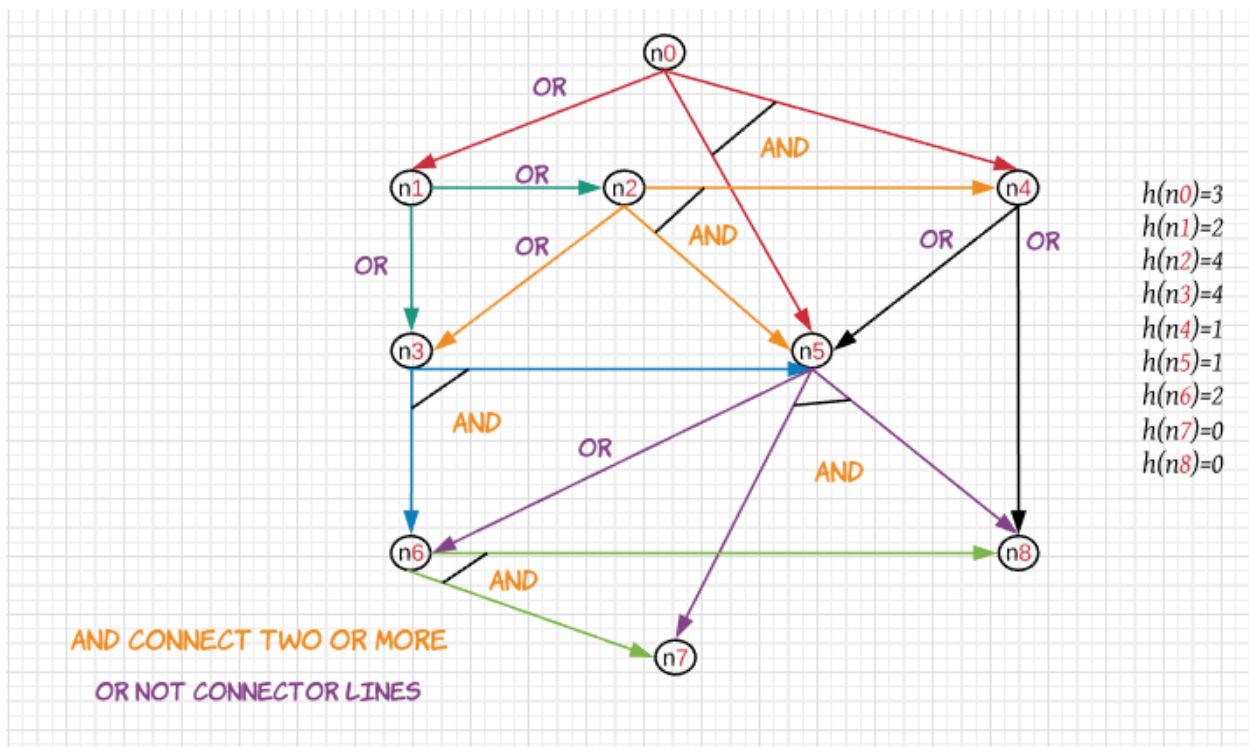 n0
OR
AND
n1
OR
n2
n4
h(n0)=3
h(n1)=2
h(n2)=4
h(n3)=4
h(n4)=1
h(n5)=1
h(n6)=2
h(n7)=0
h(n8)=0
OR
OR
AND
OR
OR
n3
n5
AND
OR
AND
n6
n8
AND
n7
AND CONNECT TWO OR MORE
OR NOT CONNECTOR LINES